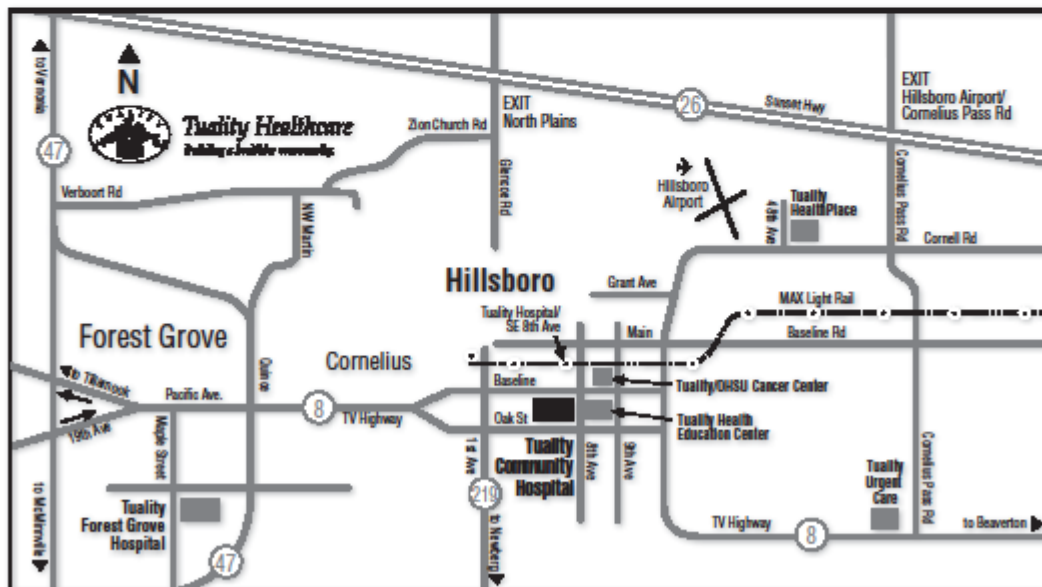 to Vernonia
N
TUALITY
Tuality Healthcare
Building a healthier community.
47
Verboort Rd
Zion Church Rd
NW Martin
EXIT
North Plains
Glencoe Rd
26
Sunset Hwy
EXIT
Hillsboro Airport/
Cornelius Pass Rd
Cornelius Pass Rd
Hillsboro
Airport
48th Ave
Tuality
HealthPlace
Cornell Rd
Hillsboro
Grant Ave
MAX Light Rail
Tuality Hospital/
SE 8th Ave
Main
Baseline Rd
Forest Grove
Cornelius
to Tillamook
Pacific Ave.
Quince
8
TV Highway
19th Ave
Maple Street
Baseline
Oak St
Tuality/OHSU Cancer Center
Tuality Health
Education Center
Tuality
Community
Hospital
1st Ave
8th Ave
9th Ave
219
to Newberg
Tuality
Urgent
Care
Cornelius Pass Rd
TV Highway
8
to Beaverton
to McMinnville
Tuality
Forest Grove
Hospital
47